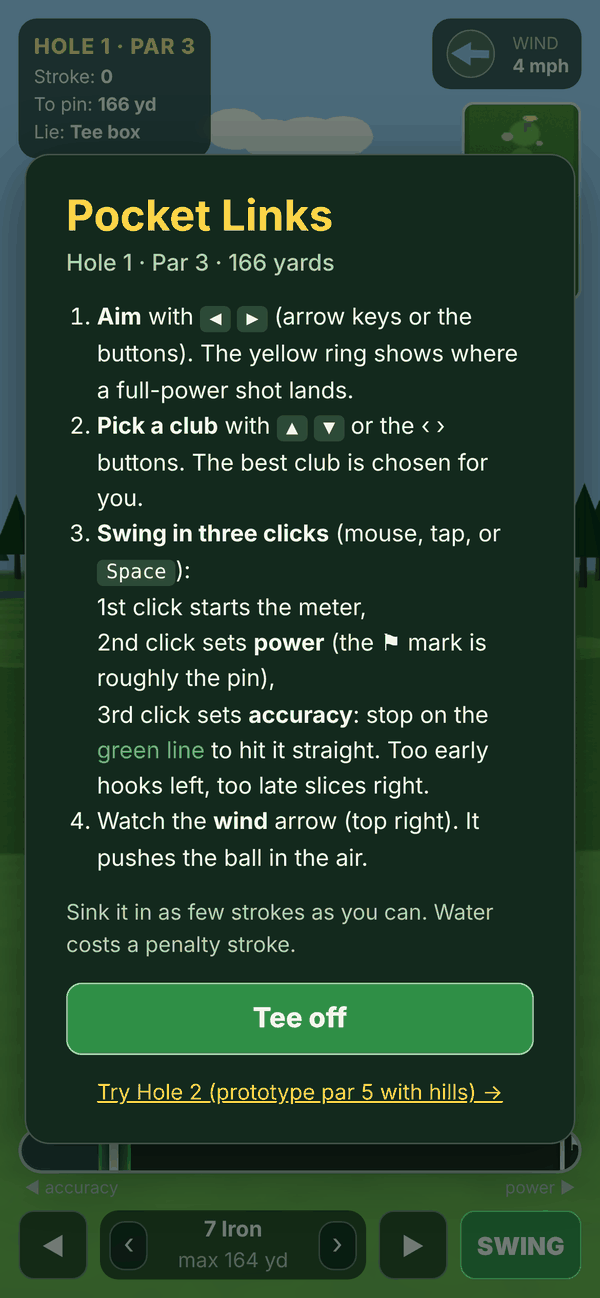 HOLE 1 · PAR 3
Stroke: 0
To pin: 166 yd
Lie: Tee box
WIND
4 mph
Pocket Links
Hole 1 · Par 3 · 166 yards
1. Aim with ◀ ▶ (arrow keys or the
buttons). The yellow ring shows where
a full-power shot lands.
2. Pick a club with ▲ ▼ or the ‹ ›
buttons. The best club is chosen for
you.
3. Swing in three clicks (mouse, tap, or
Space):
1st click starts the meter,
2nd click sets power (the ⚑ mark is
roughly the pin),
3rd click sets accuracy: stop on the
green line to hit it straight. Too early
hooks left, too late slices right.
4. Watch the wind arrow (top right). It
pushes the ball in the air.
Sink it in as few strokes as you can. Water
costs a penalty stroke.
Tee off
Try Hole 2 (prototype par 5 with hills) →
◀ accuracy
power ▶
◀
‹
7 Iron
max 164 yd
›
▶
SWING